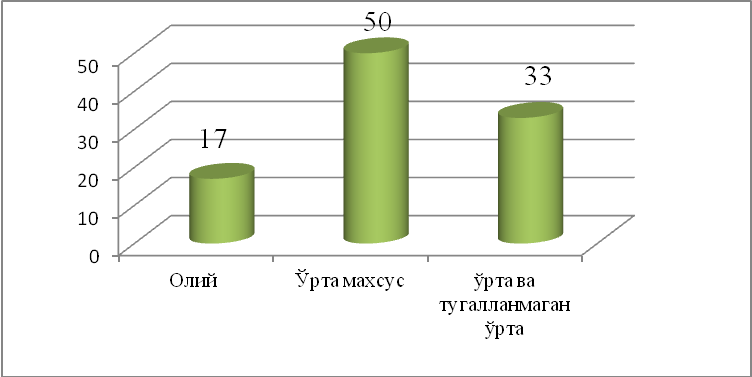 50
33
17
50
40
30
20
10
0
Олий
Ўрта махсус
ўрта ва
тугалланмаган
ўрта